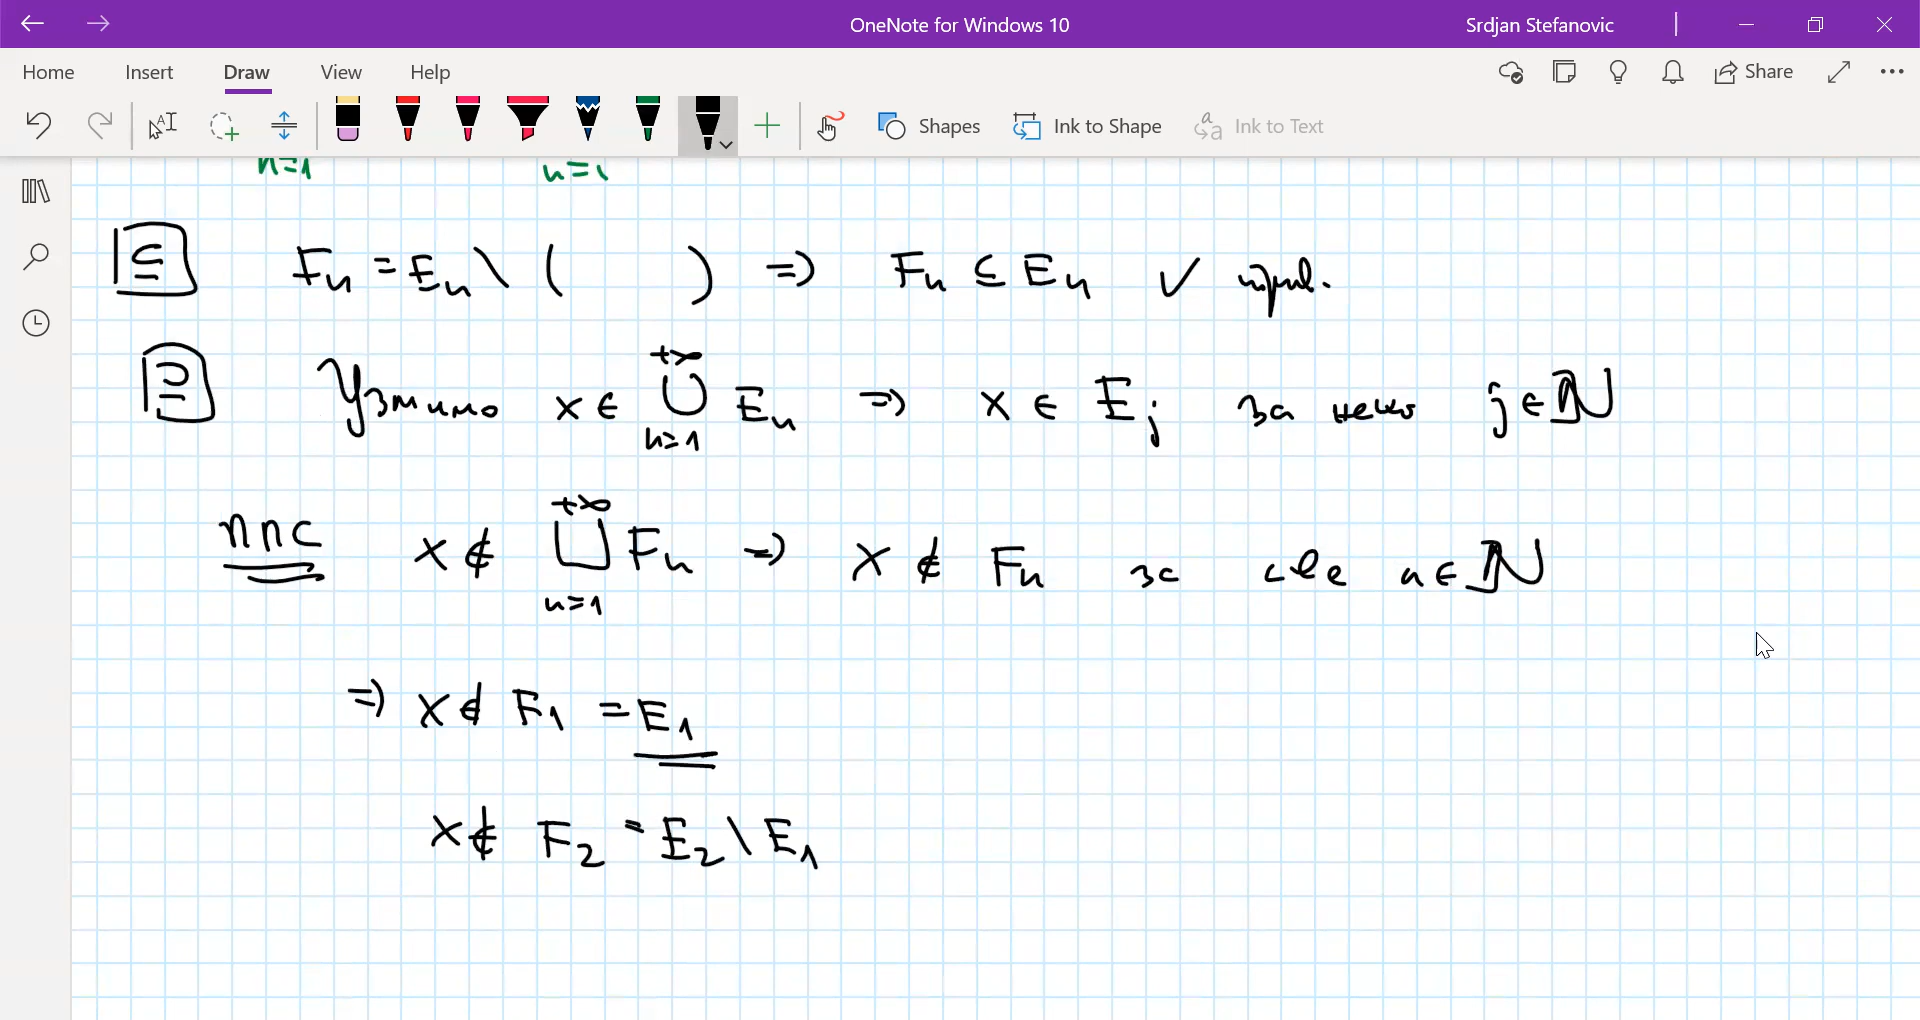 OneNote for Windows 10
Srdjan Stefanovic
Home Insert Draw View Help
Share
Shapes Ink to Shape Ink to Text
n=1 n=1
⊆ Fn = En \ ( ) => Fn ⊆ En ✓
⊇ Узмимо x ∈ ⋃_{n=1}^{+∞} En => x ∈ Ej за неко j ∈ ℕ
ппс x ∉ ⨆_{n=1}^{+∞} Fn => x ∉ Fn за све n ∈ ℕ
=> x ∉ F1 = E1
x ∉ F2 = E2 \ E1